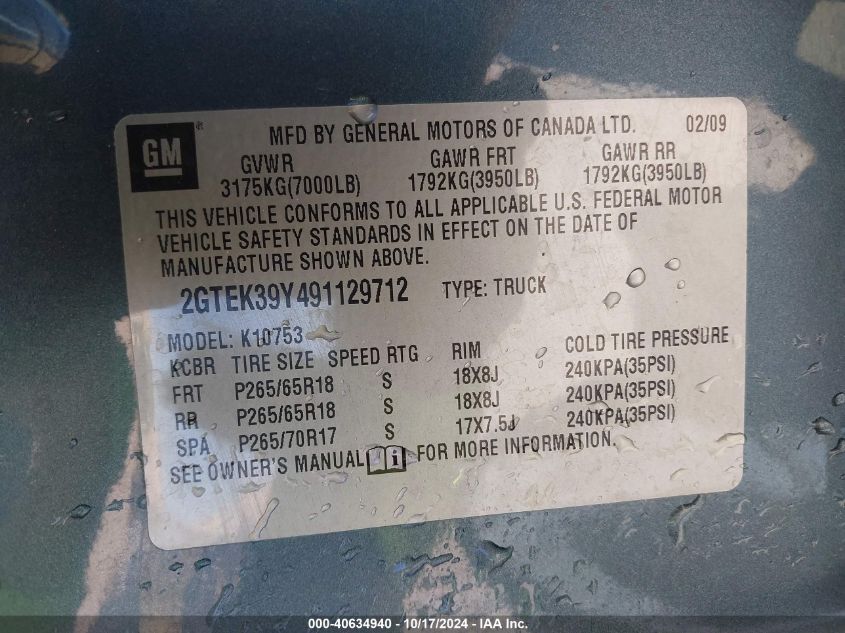 GM ®
MFD BY GENERAL MOTORS OF CANADA LTD. 02/09
GVWR GAWR FRT GAWR RR
3175KG(7000LB) 1792KG(3950LB) 1792KG(3950LB)
THIS VEHICLE CONFORMS TO ALL APPLICABLE U.S. FEDERAL MOTOR
VEHICLE SAFETY STANDARDS IN EFFECT ON THE DATE OF
MANUFACTURE SHOWN ABOVE.
2GTEK39Y491129712 TYPE: TRUCK
MODEL: K10753
KCBR TIRE SIZE SPEED RTG RIM COLD TIRE PRESSURE
FRT P265/65R18 S 18X8J 240KPA(35PSI)
RR P265/65R18 S 18X8J 240KPA(35PSI)
SPA P265/70R17 S 17X7.5J 240KPA(35PSI)
SEE OWNER'S MANUAL i FOR MORE INFORMATION.
000-40634940 - 10/17/2024 - IAA Inc.